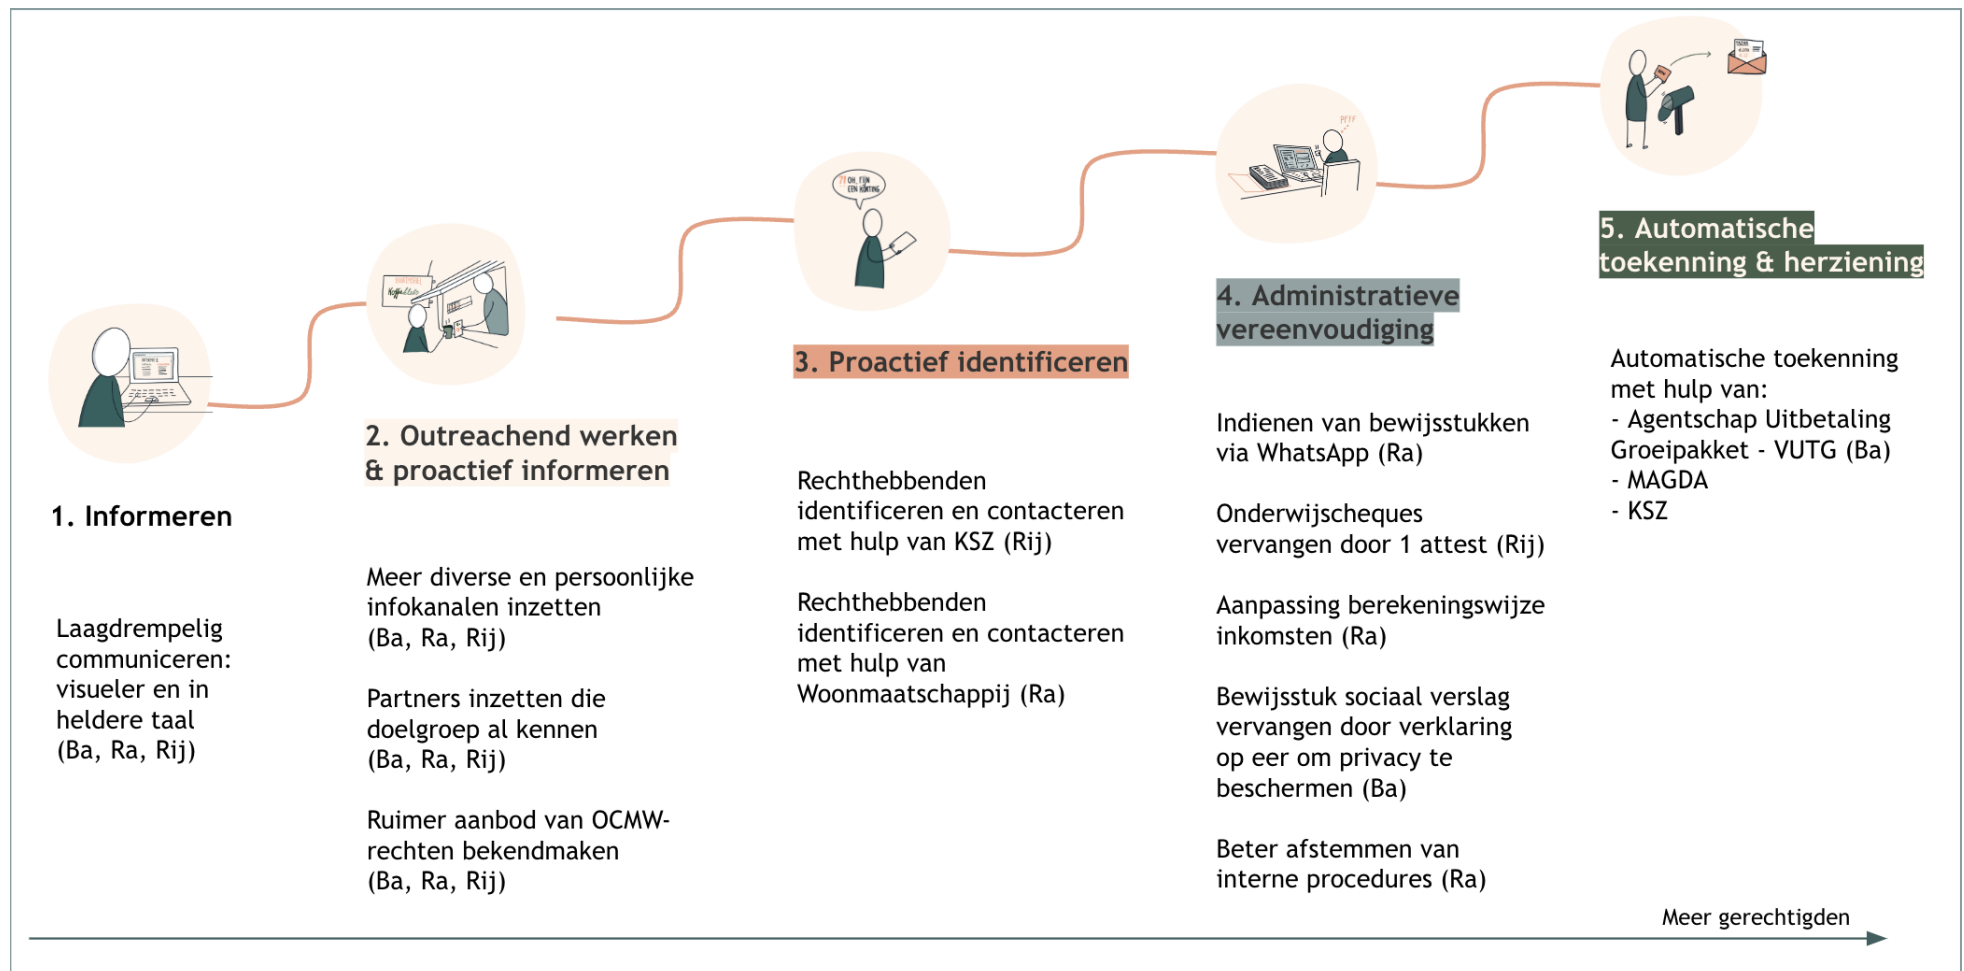 1. Informeren
Laagdrempelig
communiceren:
visueler en in
heldere taal
(Ba, Ra, Rij)
2. Outreachend werken
& proactief informeren
Meer diverse en persoonlijke
infokanalen inzetten
(Ba, Ra, Rij)
Partners inzetten die
doelgroep al kennen
(Ba, Ra, Rij)
Ruimer aanbod van OCMW-
rechten bekendmaken
(Ba, Ra, Rij)
?? OH, FIJN
EEN KORTING
3. Proactief identificeren
Rechthebbenden
identificeren en contacteren
met hulp van KSZ (Rij)
Rechthebbenden
identificeren en contacteren
met hulp van
Woonmaatschappij (Ra)
PFFF
4. Administratieve
vereenvoudiging
Indienen van bewijsstukken
via WhatsApp (Ra)
Onderwijscheques
vervangen door 1 attest (Rij)
Aanpassing berekeningswijze
inkomsten (Ra)
Bewijsstuk sociaal verslag
vervangen door verklaring
op eer om privacy te
beschermen (Ba)
Beter afstemmen van
interne procedures (Ra)
5. Automatische
toekenning & herziening
Automatische toekenning
met hulp van:
- Agentschap Uitbetaling
Groeipakket - VUTG (Ba)
- MAGDA
- KSZ
Meer gerechtigden